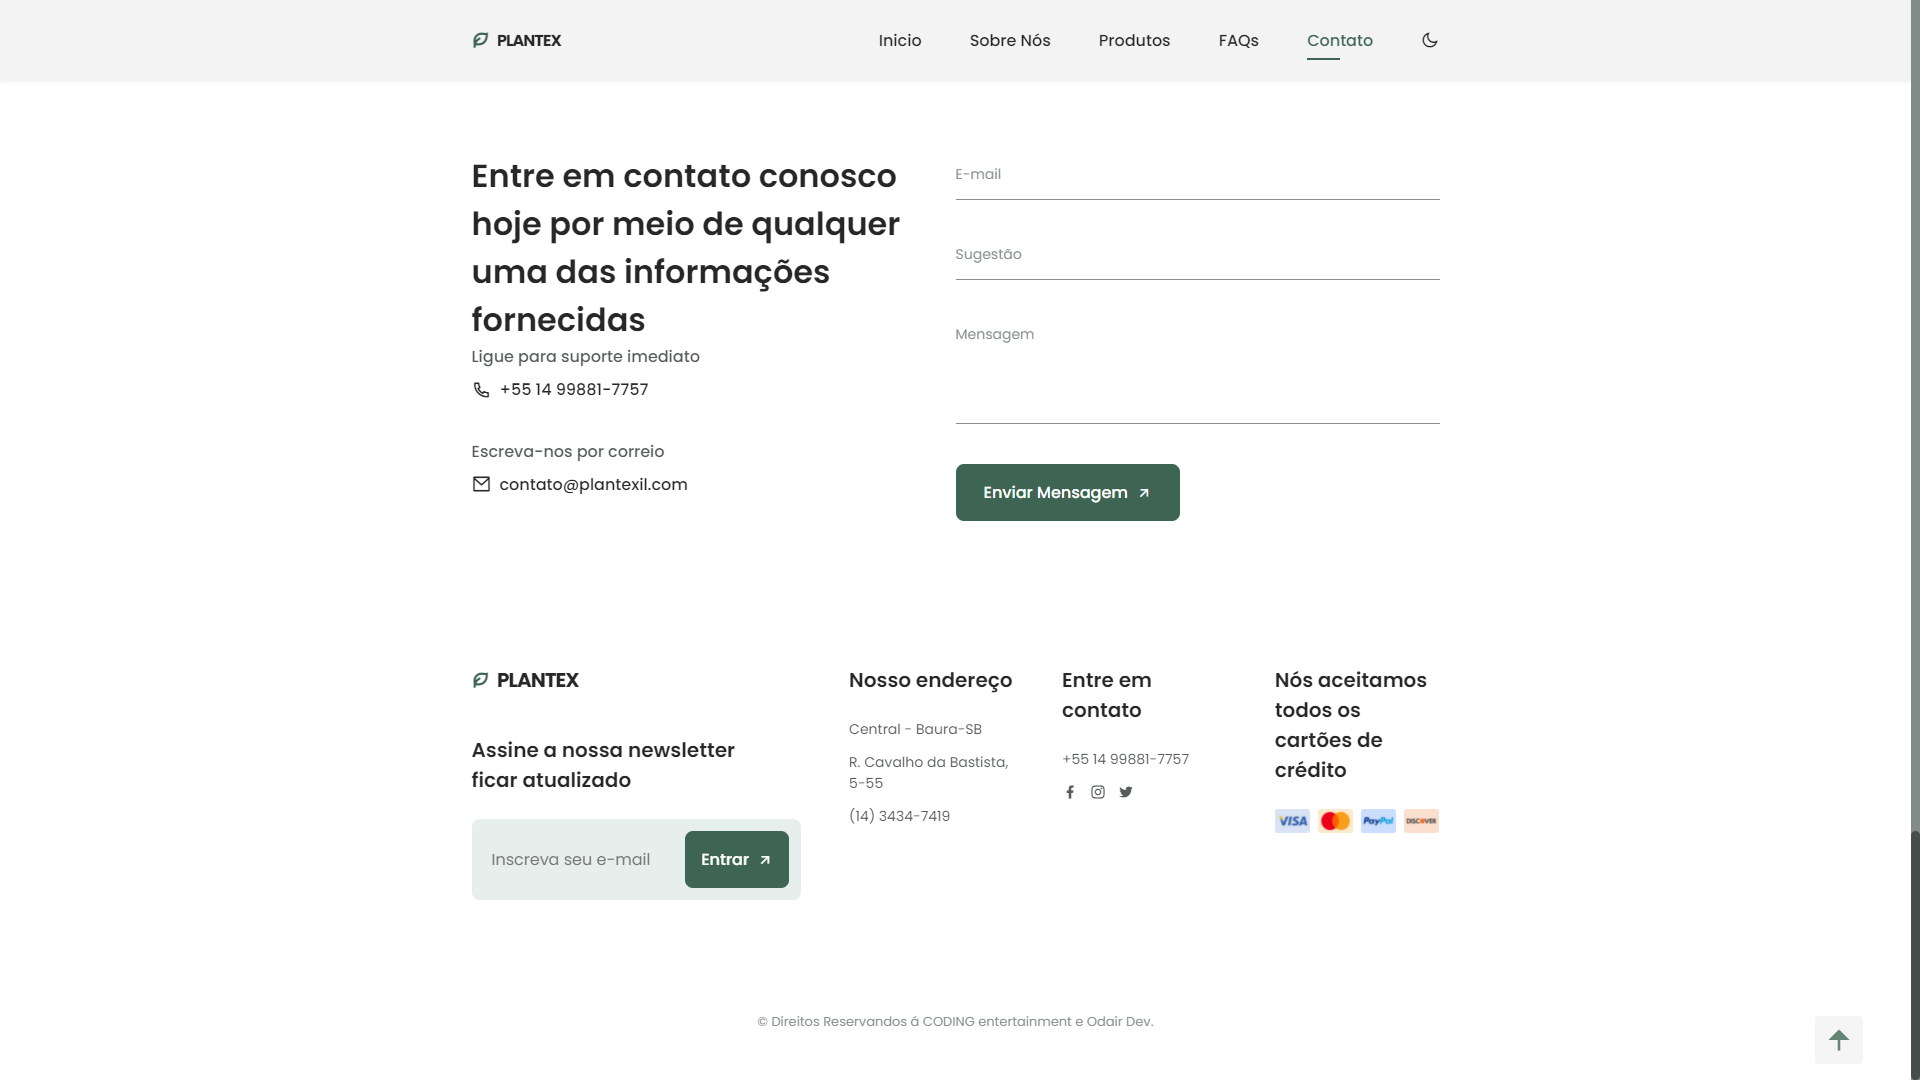 PLANTEX
Inicio
Sobre Nós
Produtos
FAQs
Contato
Entre em contato conosco
hoje por meio de qualquer
uma das informações
fornecidas
Ligue para suporte imediato
+55 14 99881-7757
Escreva-nos por correio
contato@plantexil.com
E-mail
Sugestão
Mensagem
Enviar Mensagem
PLANTEX
Assine a nossa newsletter
ficar atualizado
Inscreva seu e-mail
Entrar
Nosso endereço
Central - Baura-SB
R. Cavalho da Bastista,
5-55
(14) 3434-7419
Entre em
contato
+55 14 99881-7757
Nós aceitamos
todos os
cartões de
crédito
VISA
PayPal
DISCOVER
© Direitos Reservandos á CODING entertainment e Odair Dev.